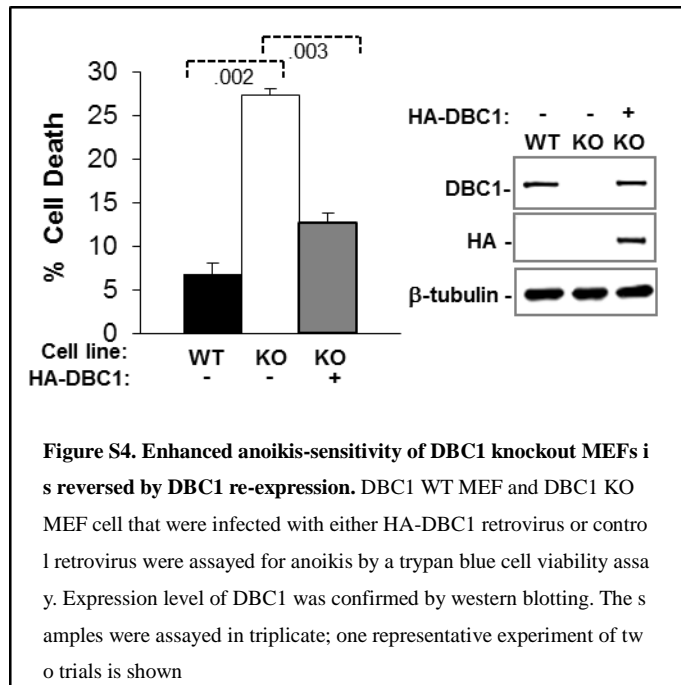 .002
.003
30
25
20
15
10
5
0
% Cell Death
Cell line: WT KO KO
HA-DBC1: - - +
HA-DBC1: - - +
WT KO KO
DBC1-
HA -
β-tubulin -
Figure S4. Enhanced anoikis-sensitivity of DBC1 knockout MEFs i
s reversed by DBC1 re-expression. DBC1 WT MEF and DBC1 KO
MEF cell that were infected with either HA-DBC1 retrovirus or contro
l retrovirus were assayed for anoikis by a trypan blue cell viability assa
y. Expression level of DBC1 was confirmed by western blotting. The s
amples were assayed in triplicate; one representative experiment of tw
o trials is shown